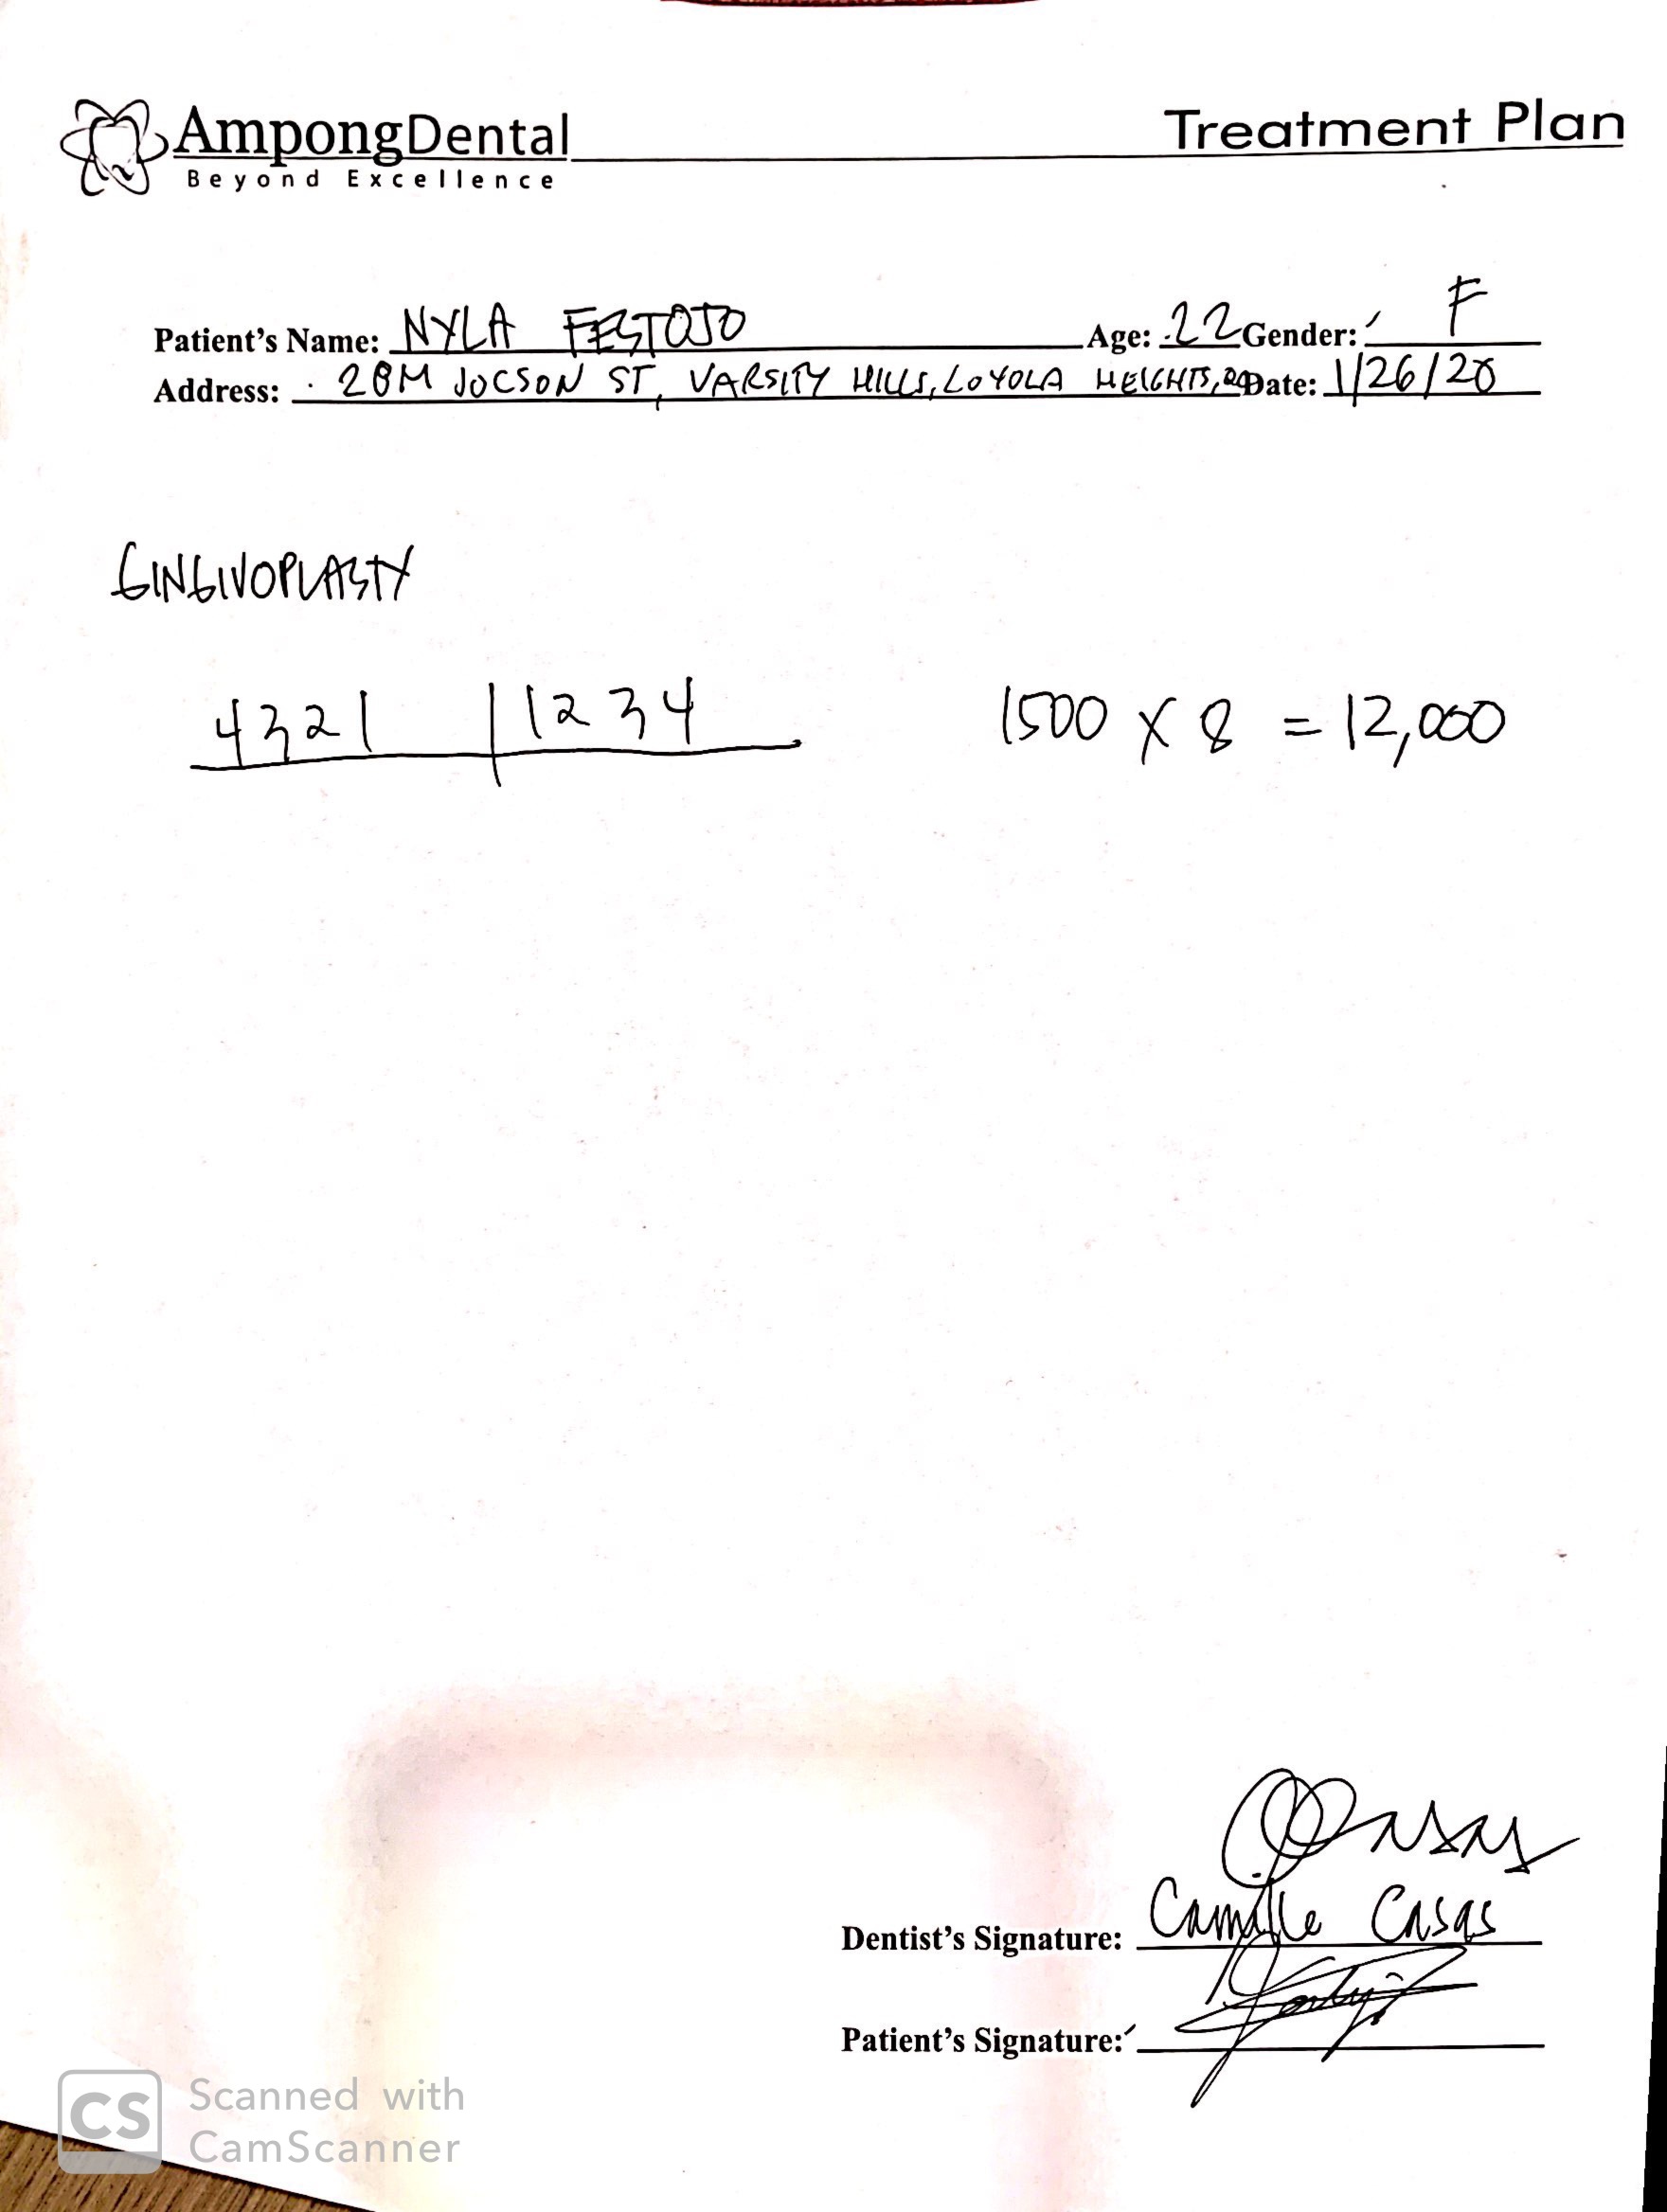 AmpongDental Treatment Plan
Beyond Excellence
Patient's Name: NYLA FESTOJO Age: 22 Gender: F
Address: 28M JOCSON ST, VARSITY HILLS, LOYOLA HEIGHTS, Date: 1/26/20
GINGIVOPLASTY
4321 | 1234 1500 X 8 = 12,000
Dentist's Signature: Camille Casas
Patient's Signature:
CS Scanned with
CamScanner